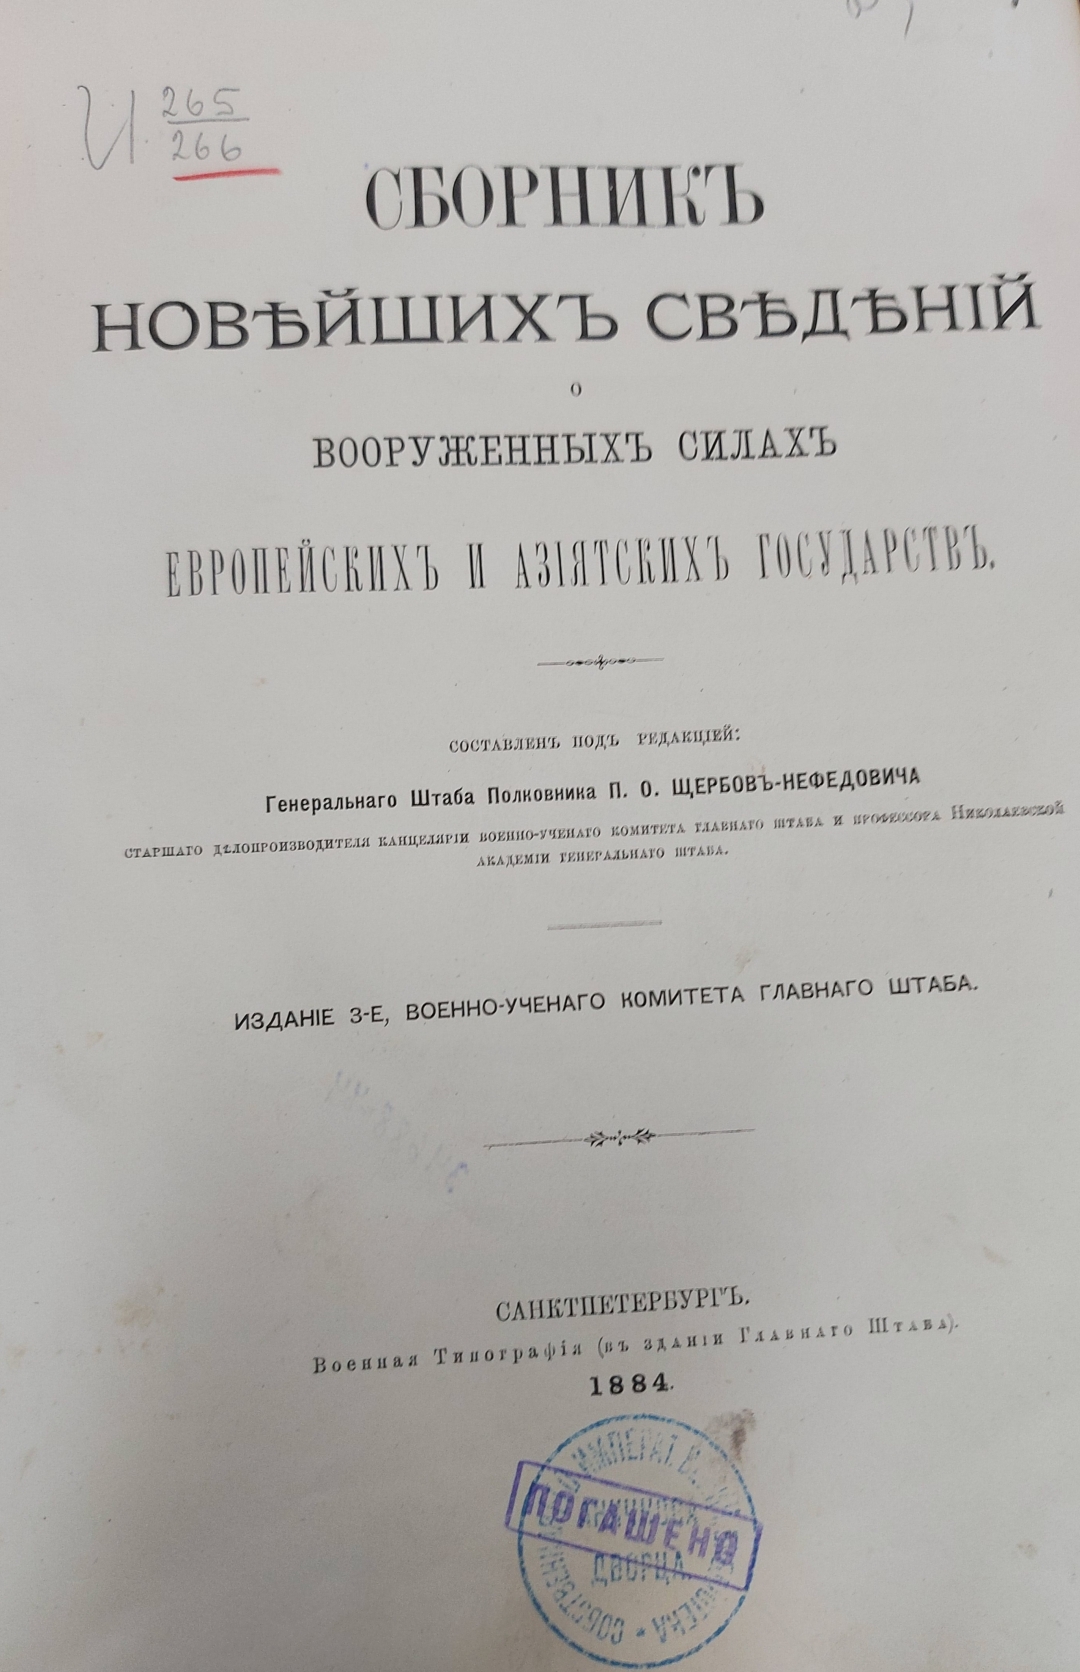 И. 265
266
СБОРНИКЪ
НОВѢЙШИХЪ СВѢДѢНІЙ
О
ВООРУЖЕННЫХЪ СИЛАХЪ
ЕВРОПЕЙСКИХЪ И АЗІЯТСКИХЪ ГОСУДАРСТВЪ.
СОСТАВЛЕНЪ ПОДЪ РЕДАКЦІЕЙ:
Генеральнаго Штаба Полковника П. О. ЩЕРБОВЪ-НЕФЕДОВИЧА
СТАРШАГО ДѢЛОПРОИЗВОДИТЕЛЯ КАНЦЕЛЯРІИ ВОЕННО-УЧЕНАГО КОМИТЕТА ГЛАВНАГО ШТАБА И ПРОФЕССОРА НИКОЛАЕВСКОЙ
АКАДЕМІИ ГЕНЕРАЛЬНАГО ШТАБА.
ИЗДАНІЕ 3-Е, ВОЕННО-УЧЕНАГО КОМИТЕТА ГЛАВНАГО ШТАБА.
САНКТПЕТЕРБУРГЪ.
Военная Типографія (въ зданіи Главнаго Штаба).
1884.
ИМПЕРАТ.
ПОГАШЕНО
ДВОРЦА